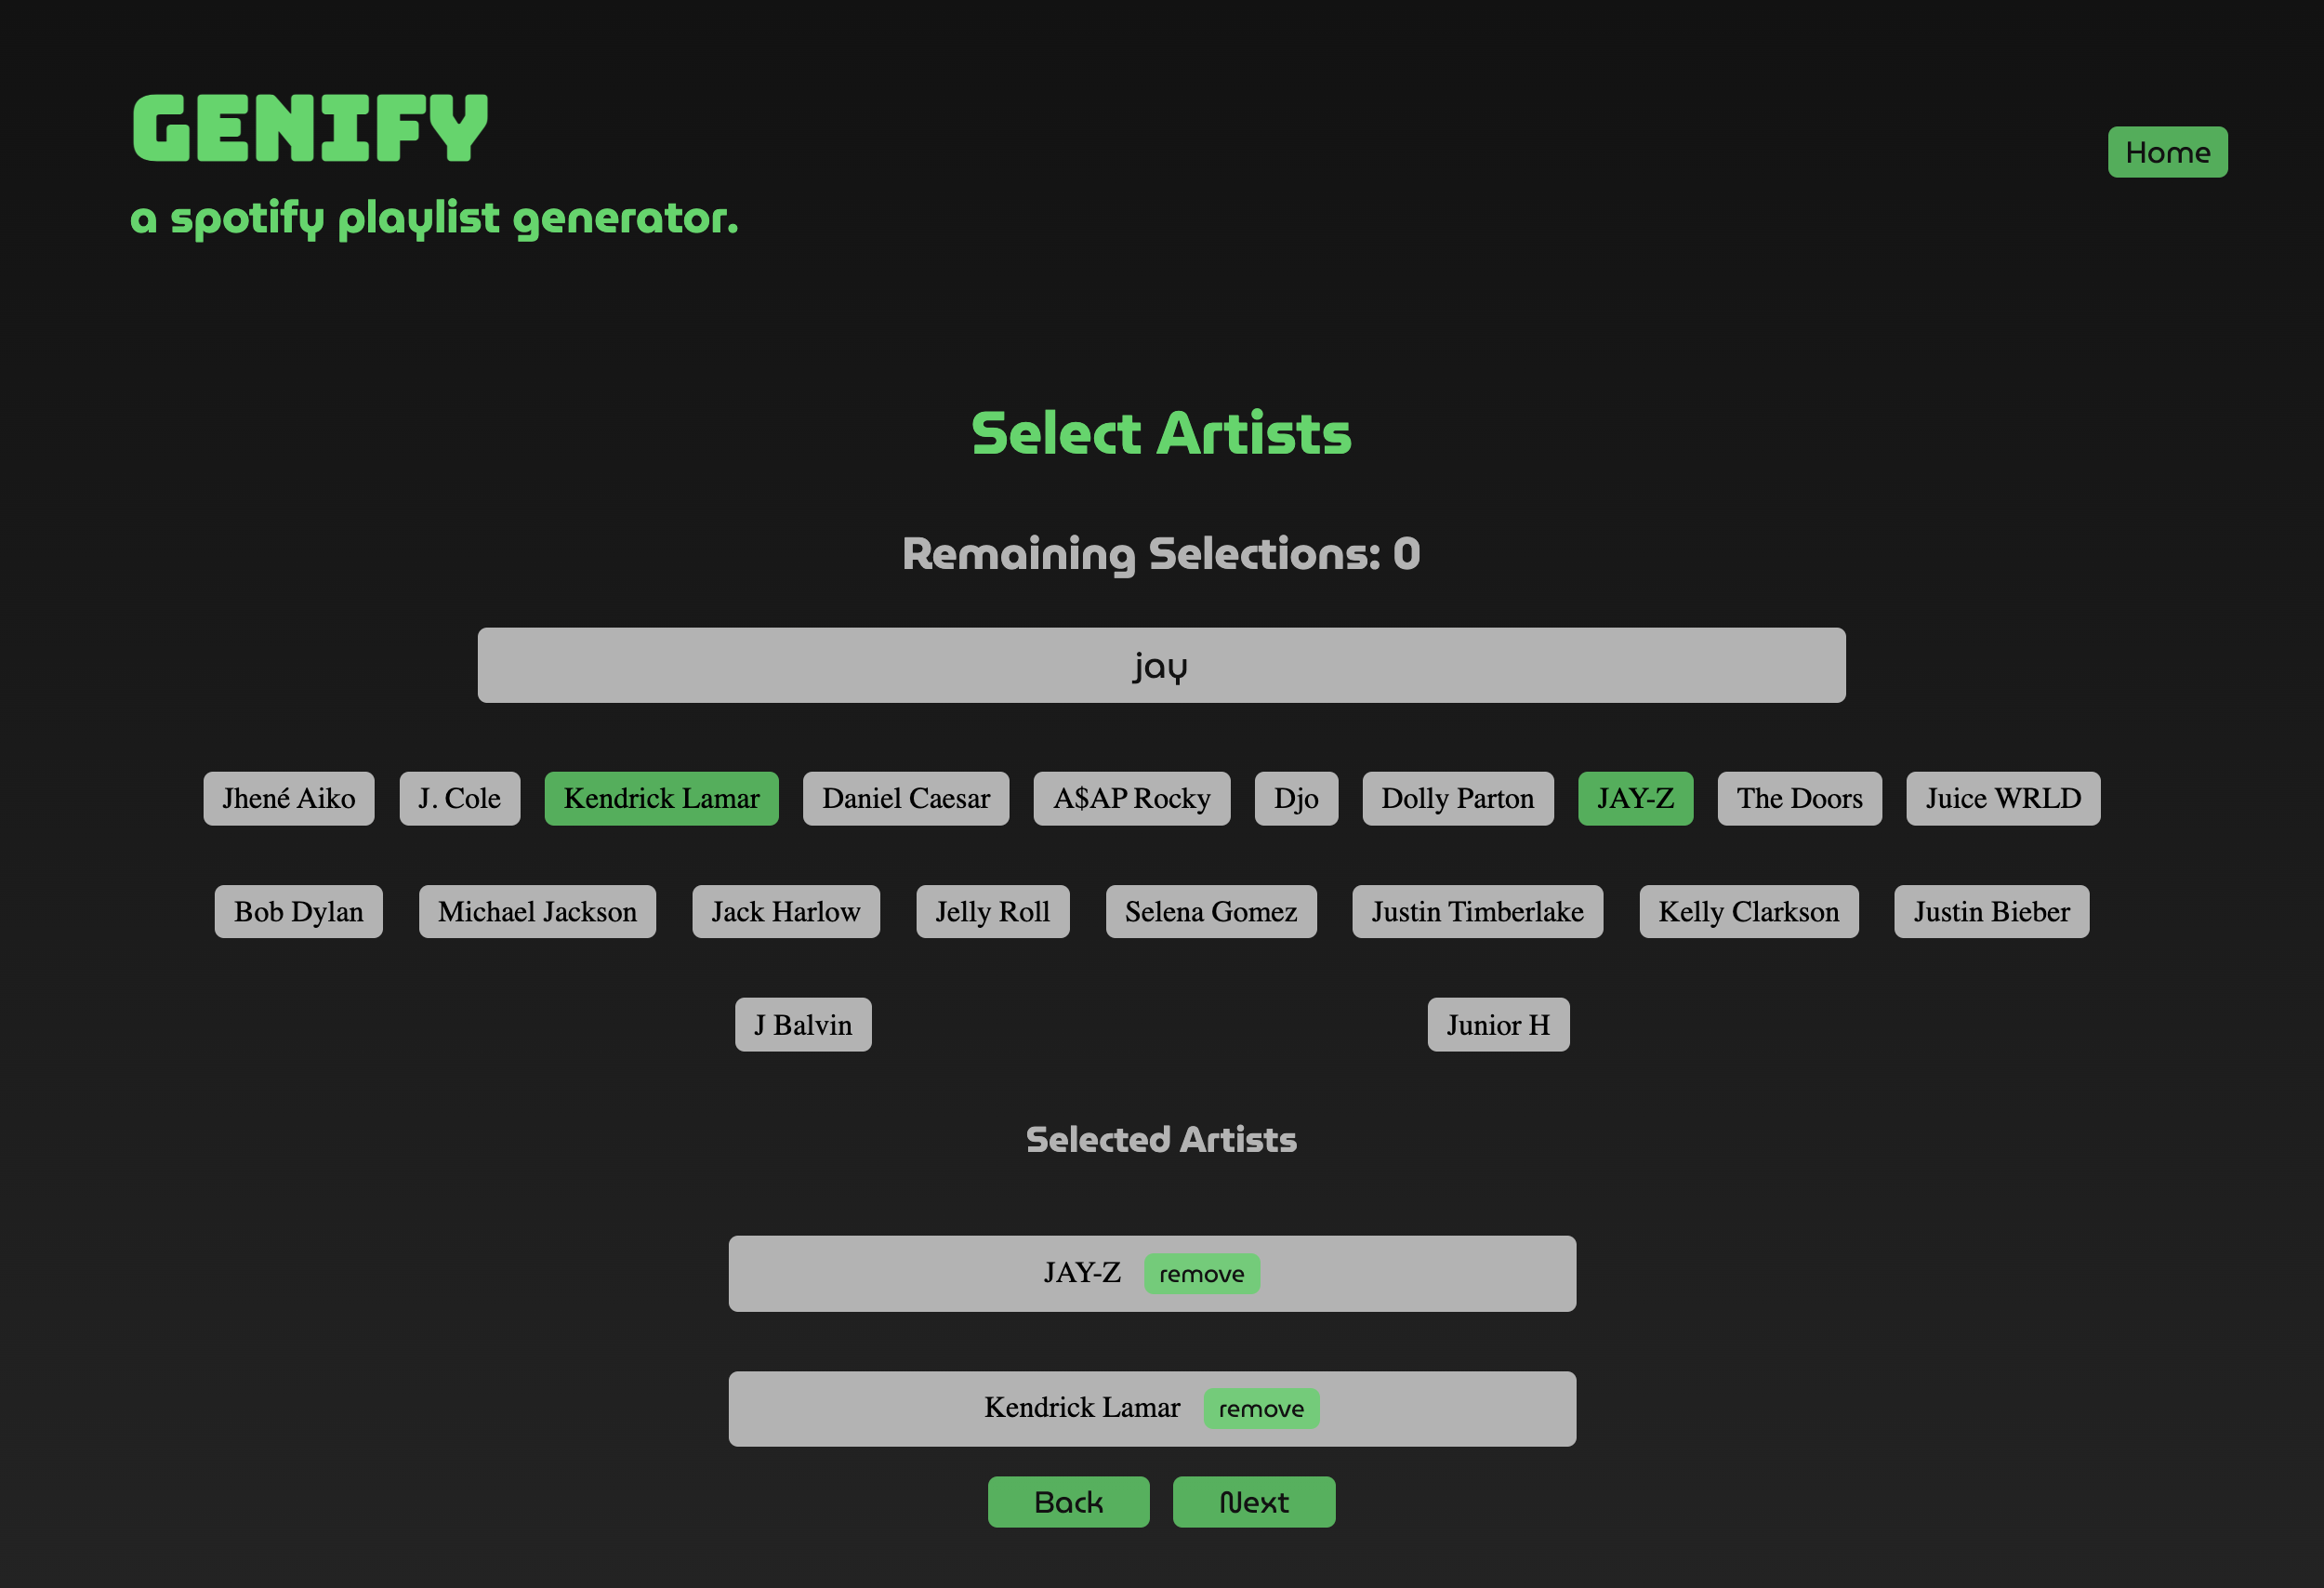 GENIFY
Home
a spotify playlist generator.
Select Artists
Remaining Selections: 0
jay
Jhené Aiko J. Cole Kendrick Lamar Daniel Caesar A$AP Rocky Djo Dolly Parton JAY-Z The Doors Juice WRLD
Bob Dylan Michael Jackson Jack Harlow Jelly Roll Selena Gomez Justin Timberlake Kelly Clarkson Justin Bieber
J Balvin Junior H
Selected Artists
JAY-Z remove
Kendrick Lamar remove
Back Next